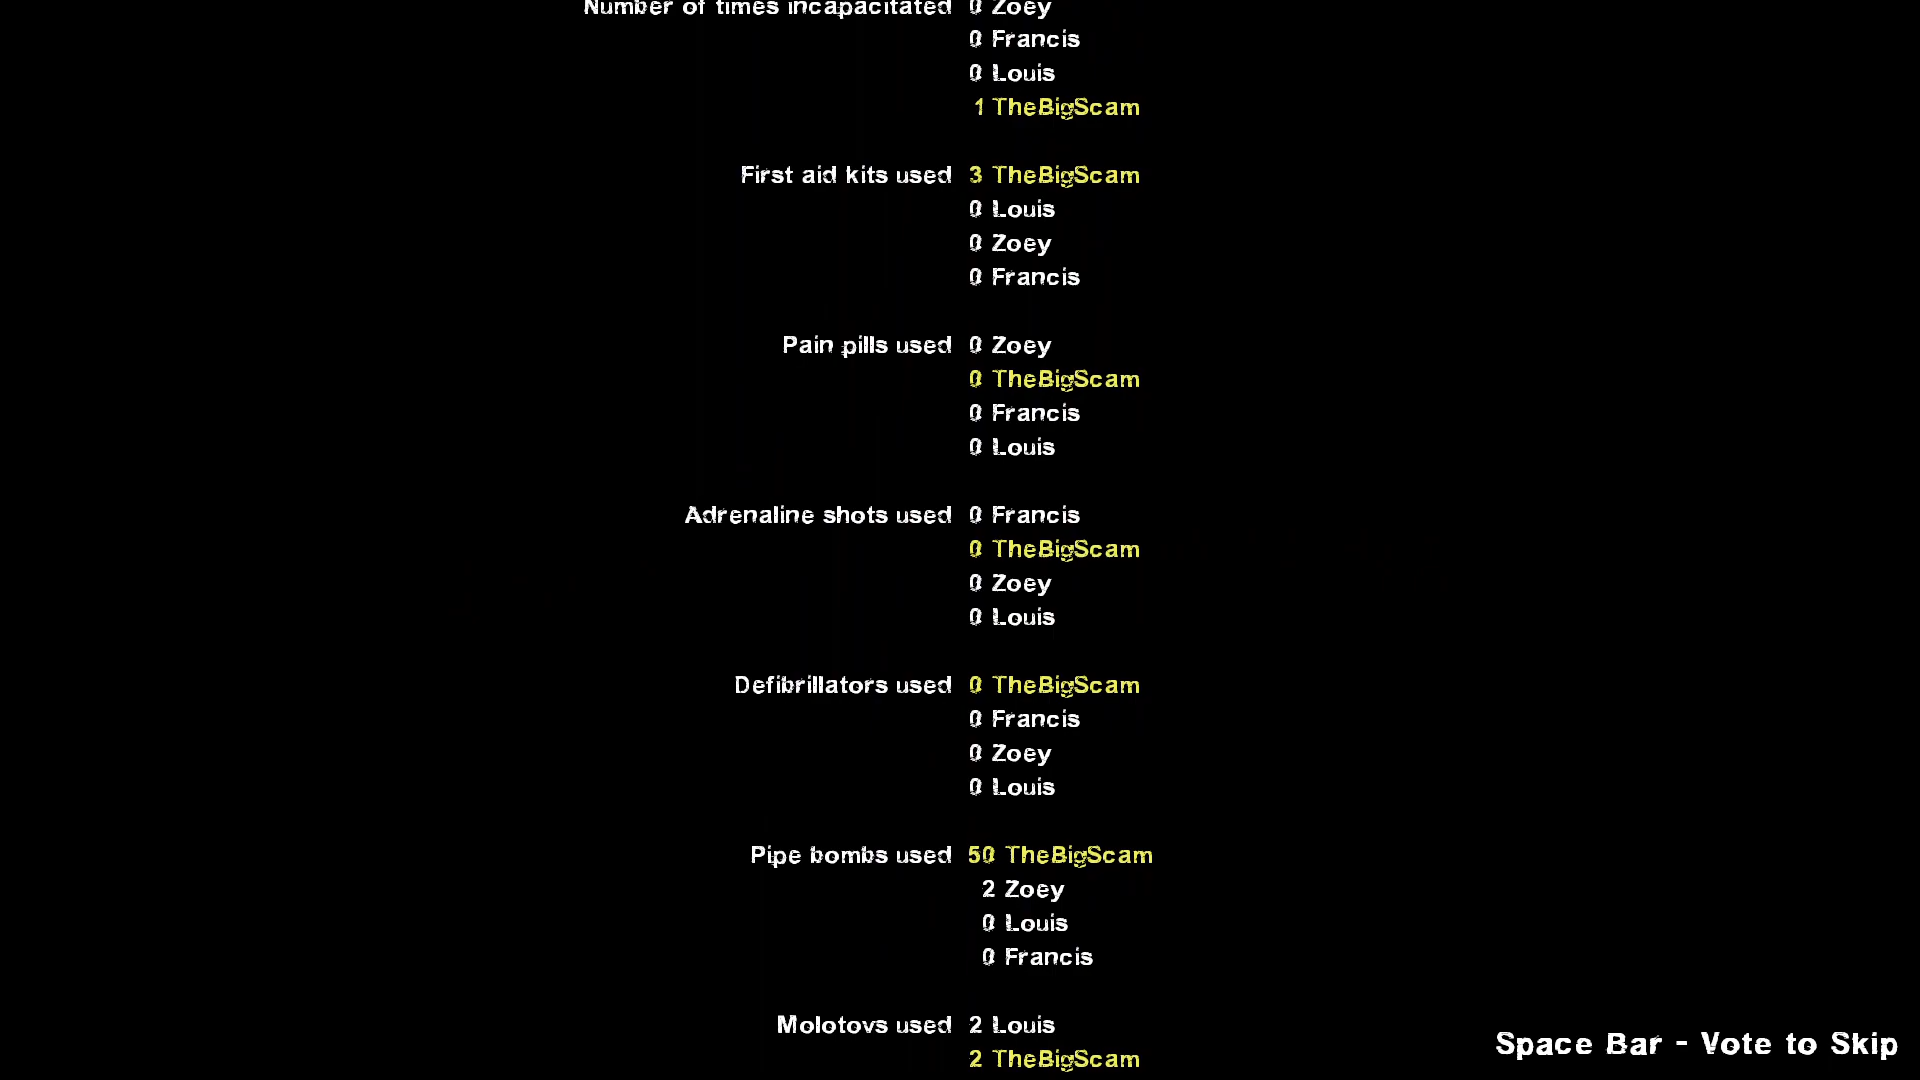 Number of times incapacitated 0 Zoey
0 Francis
0 Louis
1 TheBigScam
First aid kits used 3 TheBigScam
0 Louis
0 Zoey
0 Francis
Pain pills used 0 Zoey
0 TheBigScam
0 Francis
0 Louis
Adrenaline shots used 0 Francis
0 TheBigScam
0 Zoey
0 Louis
Defibrillators used 0 TheBigScam
0 Francis
0 Zoey
0 Louis
Pipe bombs used 50 TheBigScam
2 Zoey
0 Louis
0 Francis
Molotovs used 2 Louis
2 TheBigScam
Space Bar - Vote to Skip